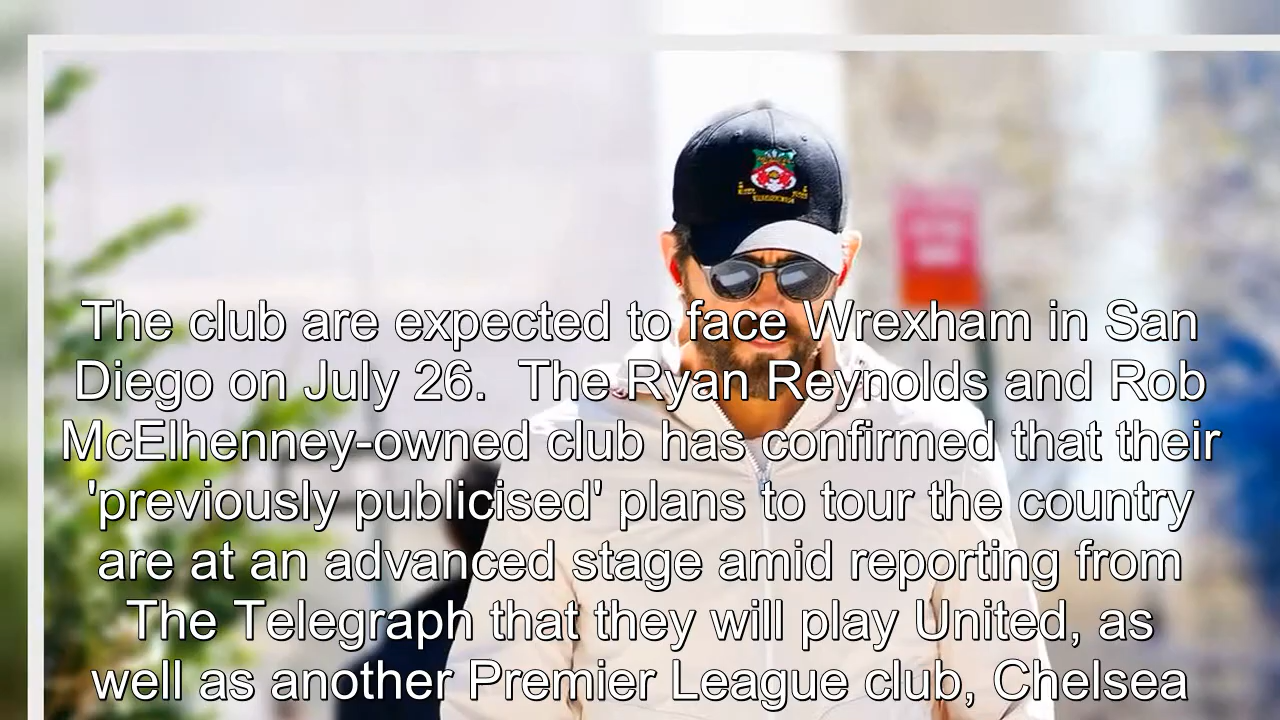 The club are expected to face Wrexham in San
Diego on July 26.  The Ryan Reynolds and Rob
McElhenney-owned club has confirmed that their
'previously publicised' plans to tour the country
are at an advanced stage amid reporting from
The Telegraph that they will play United, as
well as another Premier League club, Chelsea